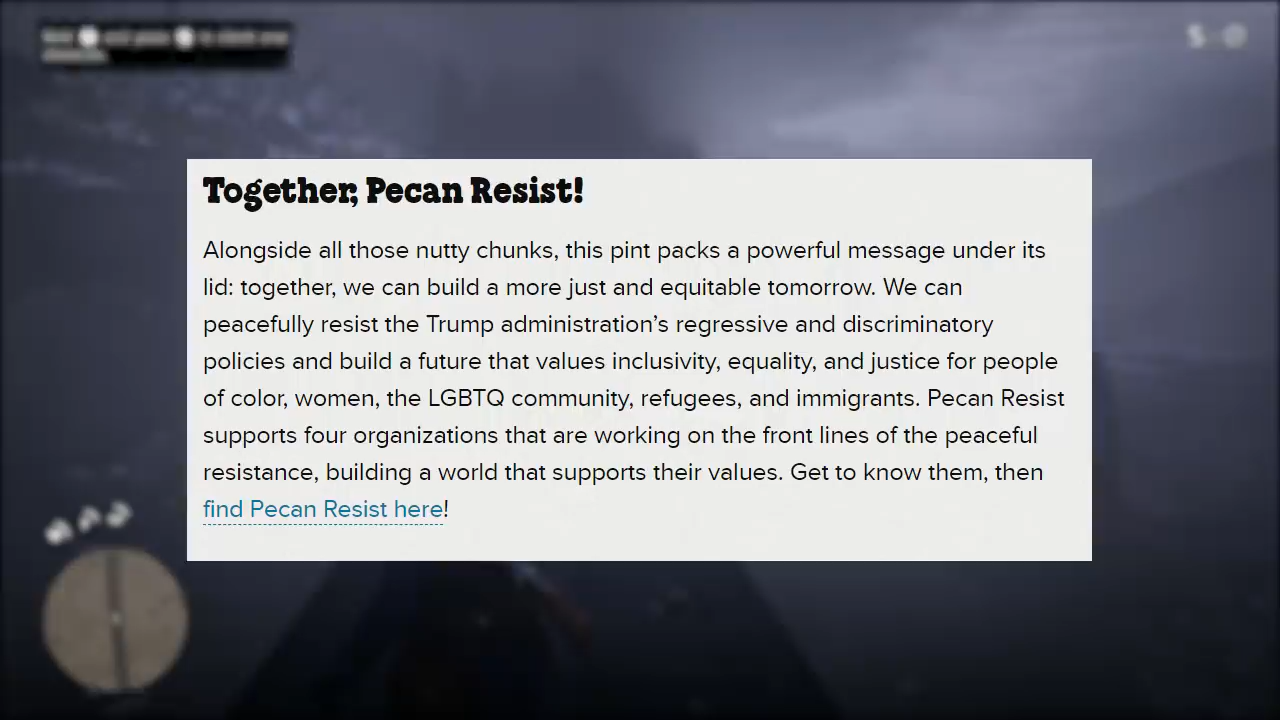 Together, Pecan Resist!
Alongside all those nutty chunks, this pint packs a powerful message under its
lid: together, we can build a more just and equitable tomorrow. We can
peacefully resist the Trump administration’s regressive and discriminatory
policies and build a future that values inclusivity, equality, and justice for people
of color, women, the LGBTQ community, refugees, and immigrants. Pecan Resist
supports four organizations that are working on the front lines of the peaceful
resistance, building a world that supports their values. Get to know them, then
find Pecan Resist here!